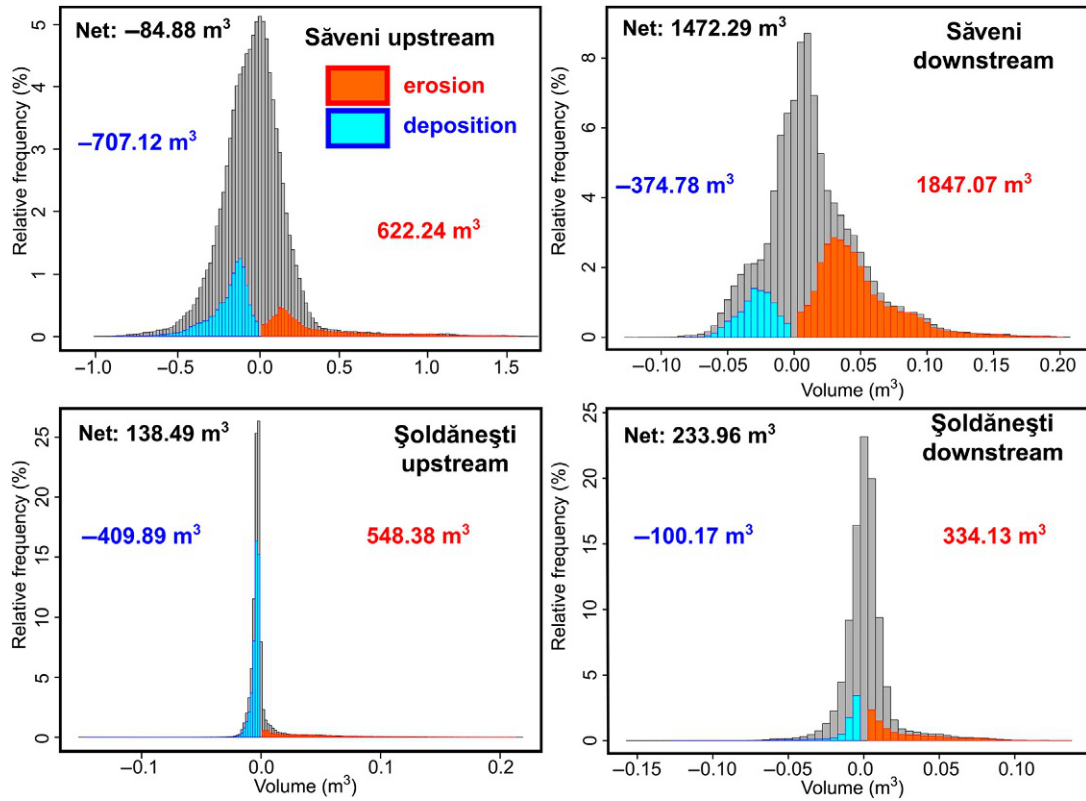 Net: –84.88 m³
Săveni upstream
erosion
deposition
–707.12 m³
622.24 m³
Relative frequency (%)
0
1
2
3
4
5
–1.0
–0.5
0.0
0.5
1.0
1.5
Net: 1472.29 m³
Săveni
downstream
–374.78 m³
1847.07 m³
Relative frequency (%)
0
2
4
6
8
–0.10
–0.05
0.00
0.05
0.10
0.15
0.20
Volume (m³)
Net: 138.49 m³
Şoldăneşti
upstream
–409.89 m³
548.38 m³
Relative frequency (%)
0
5
10
15
20
25
–0.1
0.0
0.1
0.2
Volume (m³)
Net: 233.96 m³
Şoldăneşti
downstream
–100.17 m³
334.13 m³
Relative frequency (%)
0
5
10
15
20
25
–0.15
–0.10
–0.05
0.0
0.05
0.10
Volume (m³)